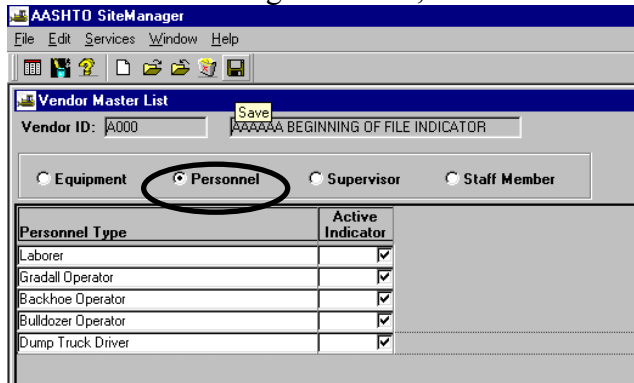 AASHTO SiteManager
File Edit Services Window Help
Vendor Master List
Save
Vendor ID: A000 AAAAAA BEGINNING OF FILE INDICATOR
Equipment Personnel Supervisor Staff Member
Personnel Type Active Indicator
Laborer
Gradall Operator
Backhoe Operator
Bulldozer Operator
Dump Truck Driver